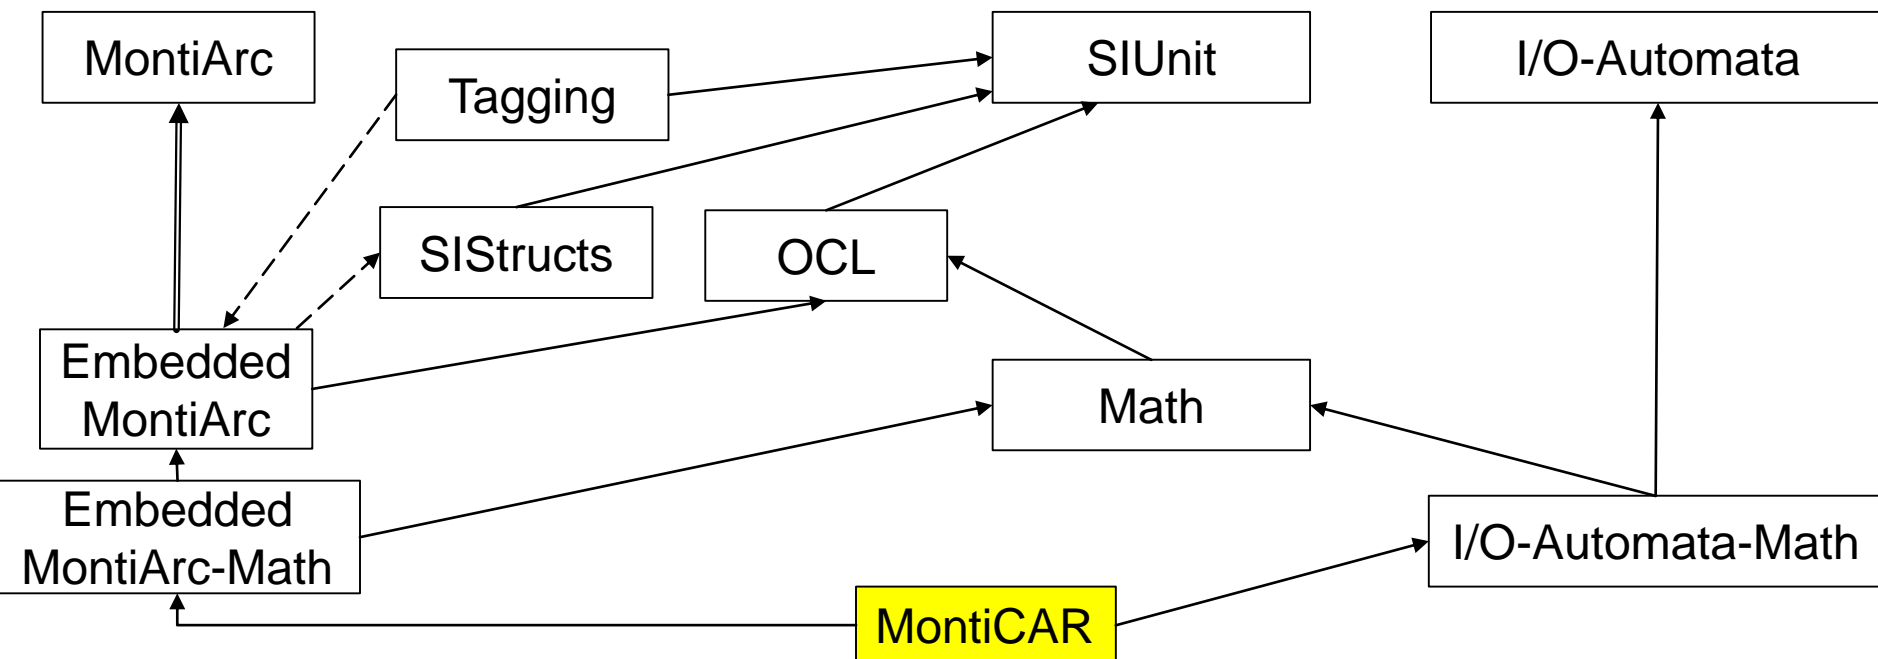 MontiArc
Tagging
SIUnit
I/O-Automata
SIStructs
OCL
Embedded
MontiArc
Math
Embedded
MontiArc-Math
I/O-Automata-Math
MontiCAR